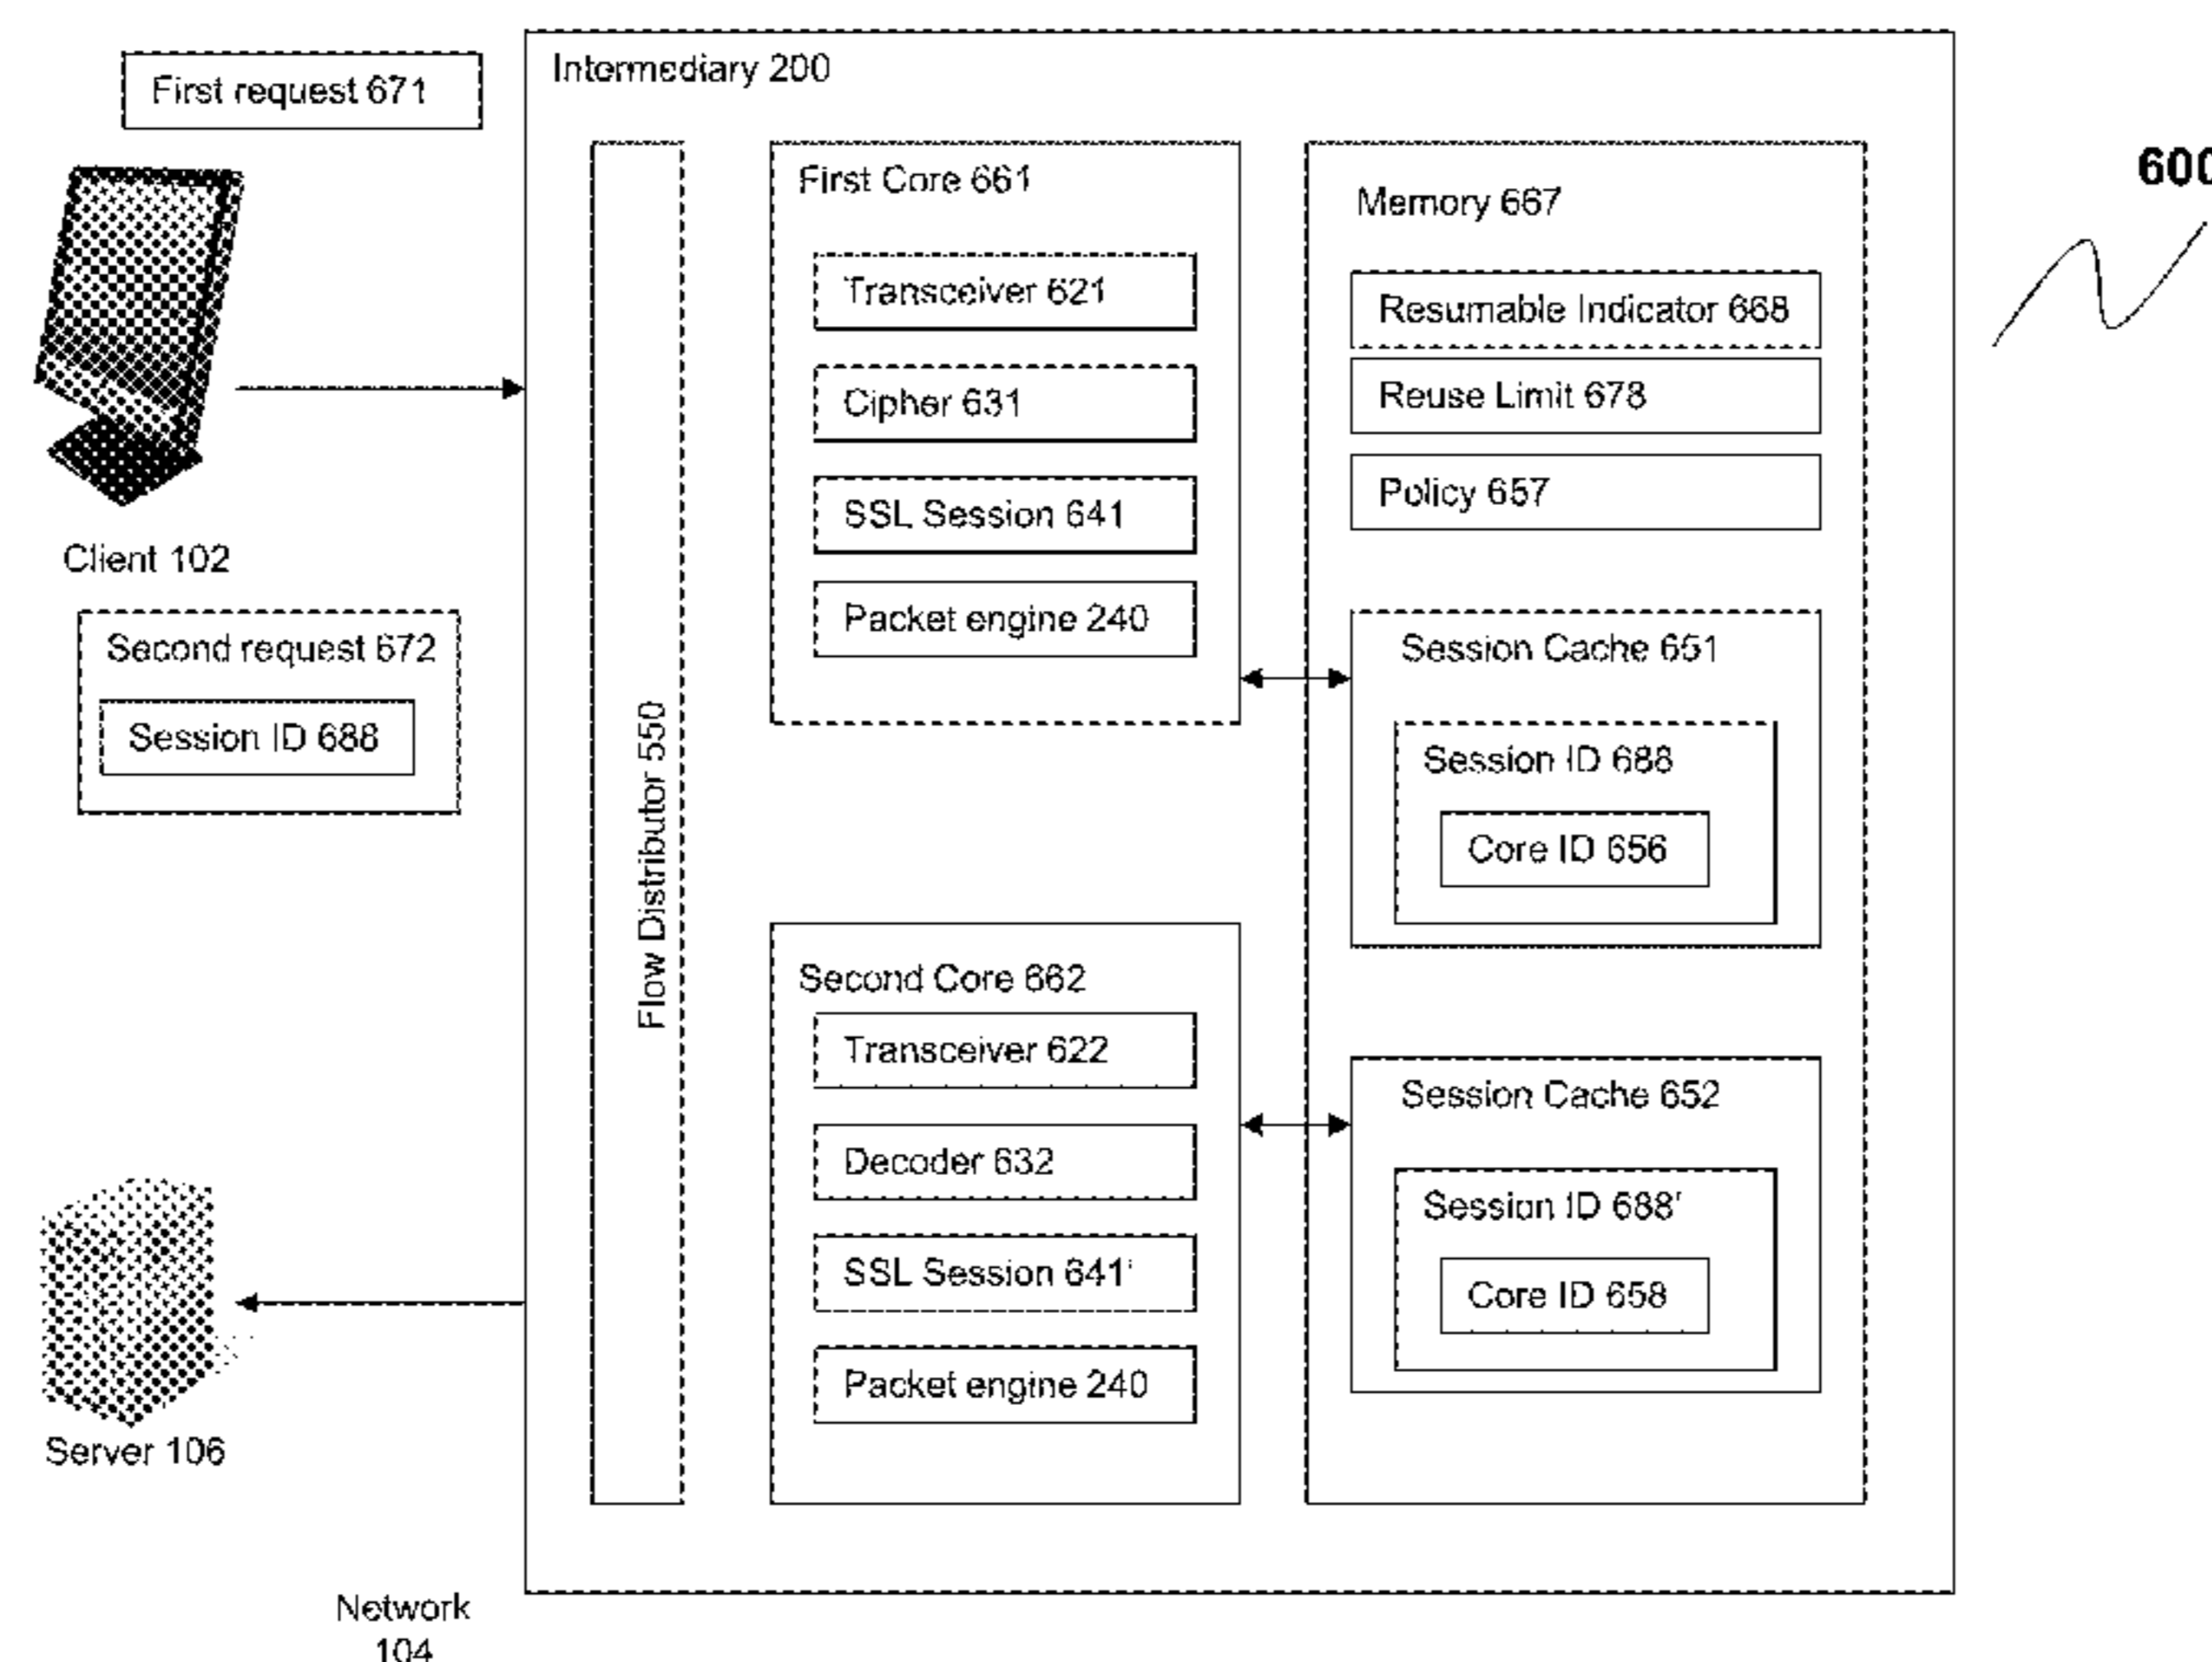 First request 671
Intermediary 200
600
Client 102
Second request 672
Session ID 688
Server 106
Network
104
Flow Distributor 550
First Core 661
Transceiver 621
Cipher 631
SSL Session 641
Packet engine 240
Second Core 662
Transceiver 622
Decoder 632
SSL Session 641'
Packet engine 240
Memory 667
Resumable Indicator 668
Reuse Limit 678
Policy 657
Session Cache 651
Session ID 688
Core ID 656
Session Cache 652
Session ID 688'
Core ID 658